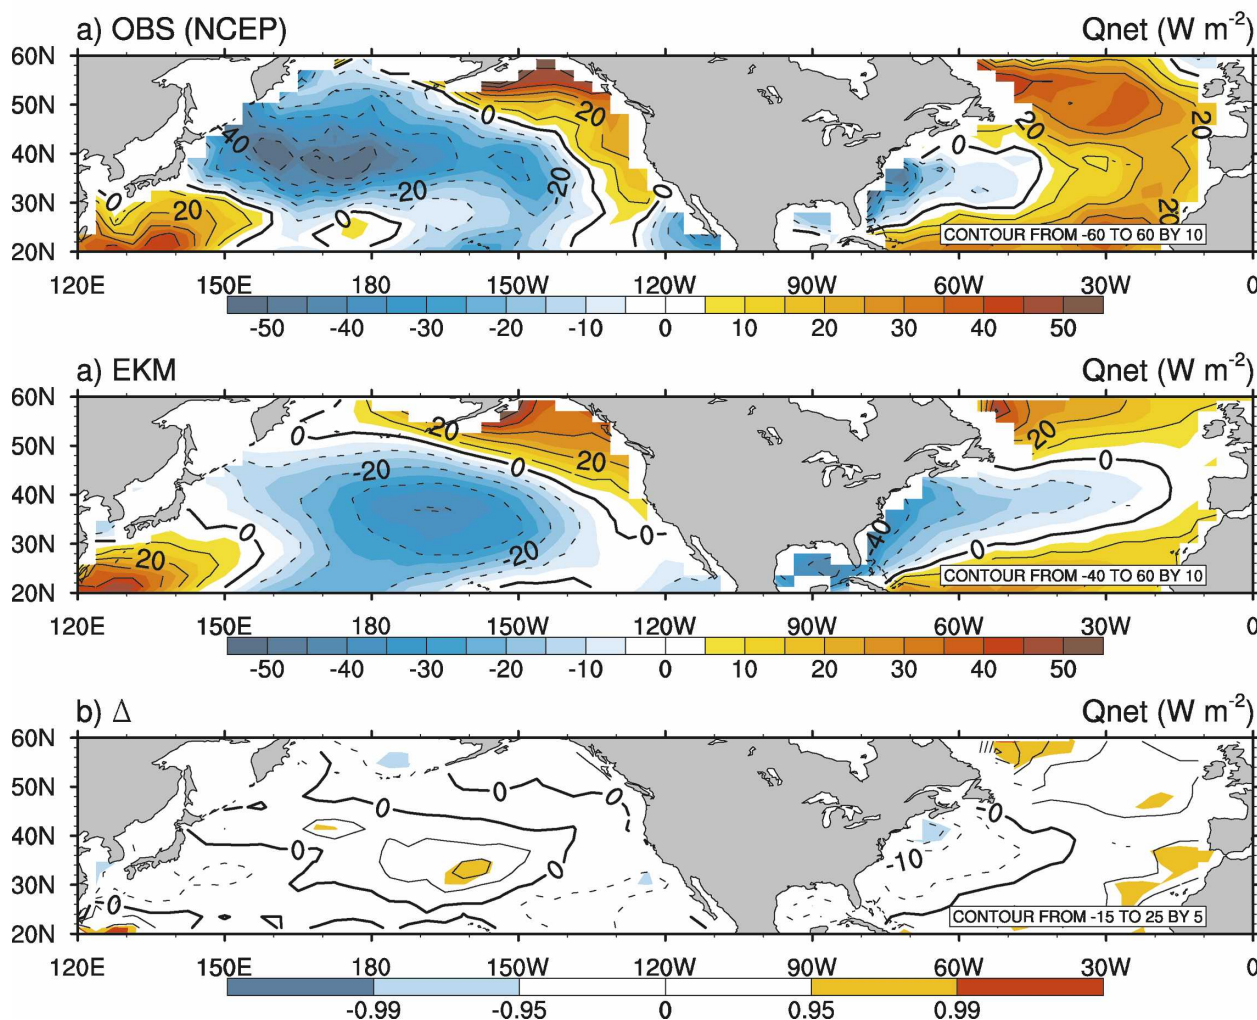 a) OBS (NCEP) Qnet (W m-2)
60N
50N
40N
30N
20N
-40 -20 0 -20 0 20 0 0 20 0 20 0 20 20
CONTOUR FROM -60 TO 60 BY 10
120E 150E 180 150W 120W 90W 60W 30W 0
-50 -40 -30 -20 -10 0 10 20 30 40 50
a) EKM Qnet (W m-2)
60N
50N
40N
30N
20N
0 20 20 -20 0 0 20 0 -20 0 20 0 -40 0
CONTOUR FROM -40 TO 60 BY 10
120E 150E 180 150W 120W 90W 60W 30W 0
-50 -40 -30 -20 -10 0 10 20 30 40 50
b) Δ Qnet (W m-2)
60N
50N
40N
30N
20N
0 0 0 0 0 0 0 -10 0
CONTOUR FROM -15 TO 25 BY 5
120E 150E 180 150W 120W 90W 60W 30W 0
-0.99 -0.95 0 0.95 0.99